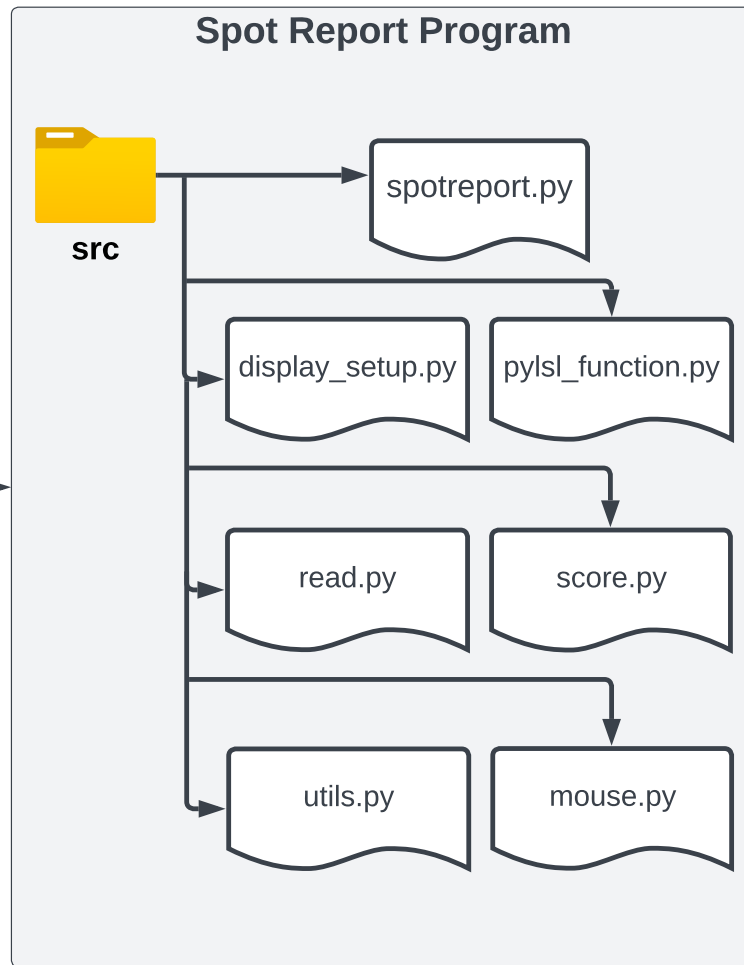 Spot Report Program
spotreport.py
src
display_setup.py
pylsl_function.py
read.py
score.py
utils.py
mouse.py